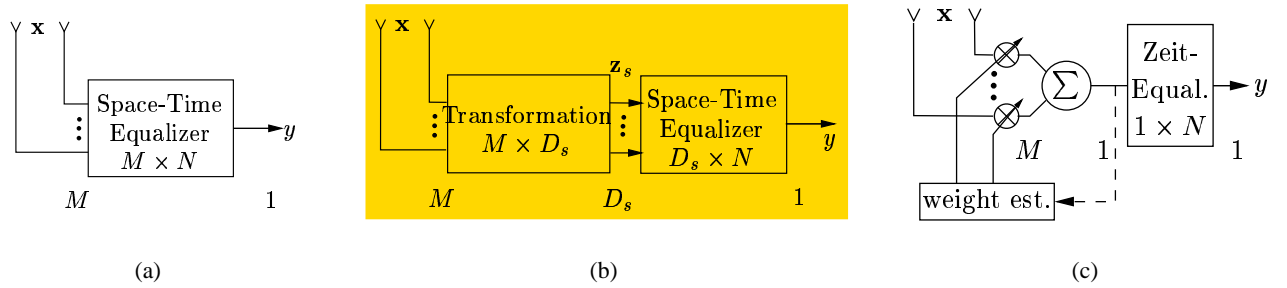 x
Space-Time
Equalizer
M × N
y
M
1
(a)
x
Transformation
M × D_s
z_s
Space-Time
Equalizer
D_s × N
y
M
D_s
1
(b)
x
Σ
Zeit-
Equal.
1 × N
y
M
1
1
weight est.
(c)